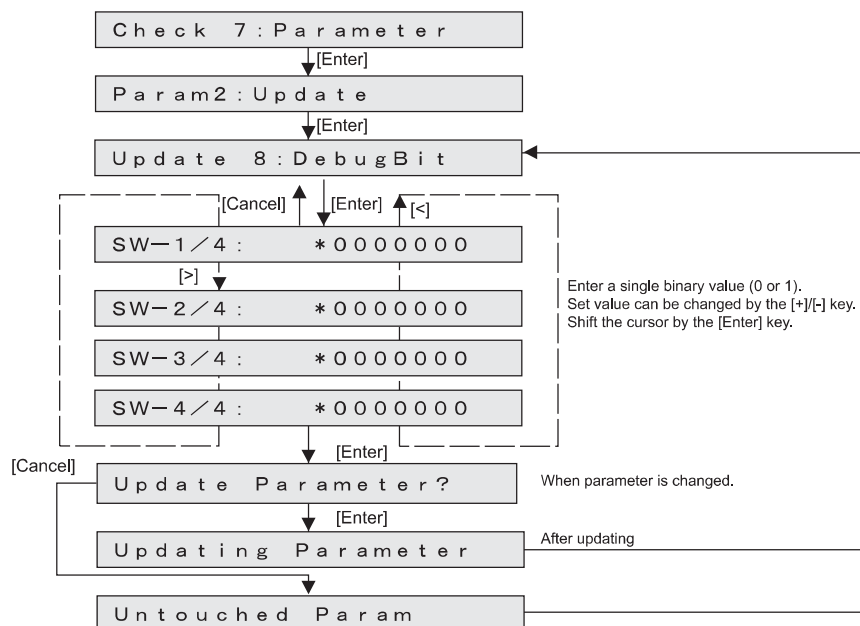 Check 7:Parameter
[Enter]
Param2:Update
[Enter]
Update 8:DebugBit
[Cancel] [Enter] [<]
SW－1／4: *0000000
[>]
SW－2／4: *0000000
Enter a single binary value (0 or 1).
Set value can be changed by the [+]/[-] key.
Shift the cursor by the [Enter] key.
SW－3／4: *0000000
SW－4／4: *0000000
[Enter]
[Cancel]
Update Parameter?
When parameter is changed.
[Enter]
Updating Parameter
After updating
Untouched Param